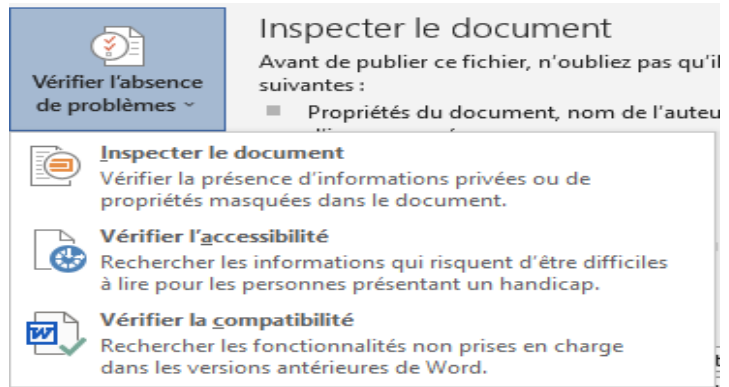 Inspecter le document
Avant de publier ce fichier, n'oubliez pas qu'il
suivantes :
Propriétés du document, nom de l'auteu
Vérifier l'absence
de problèmes
Inspecter le document
Vérifier la présence d'informations privées ou de
propriétés masquées dans le document.
Vérifier l'accessibilité
Rechercher les informations qui risquent d'être difficiles
à lire pour les personnes présentant un handicap.
Vérifier la compatibilité
Rechercher les fonctionnalités non prises en charge
dans les versions antérieures de Word.